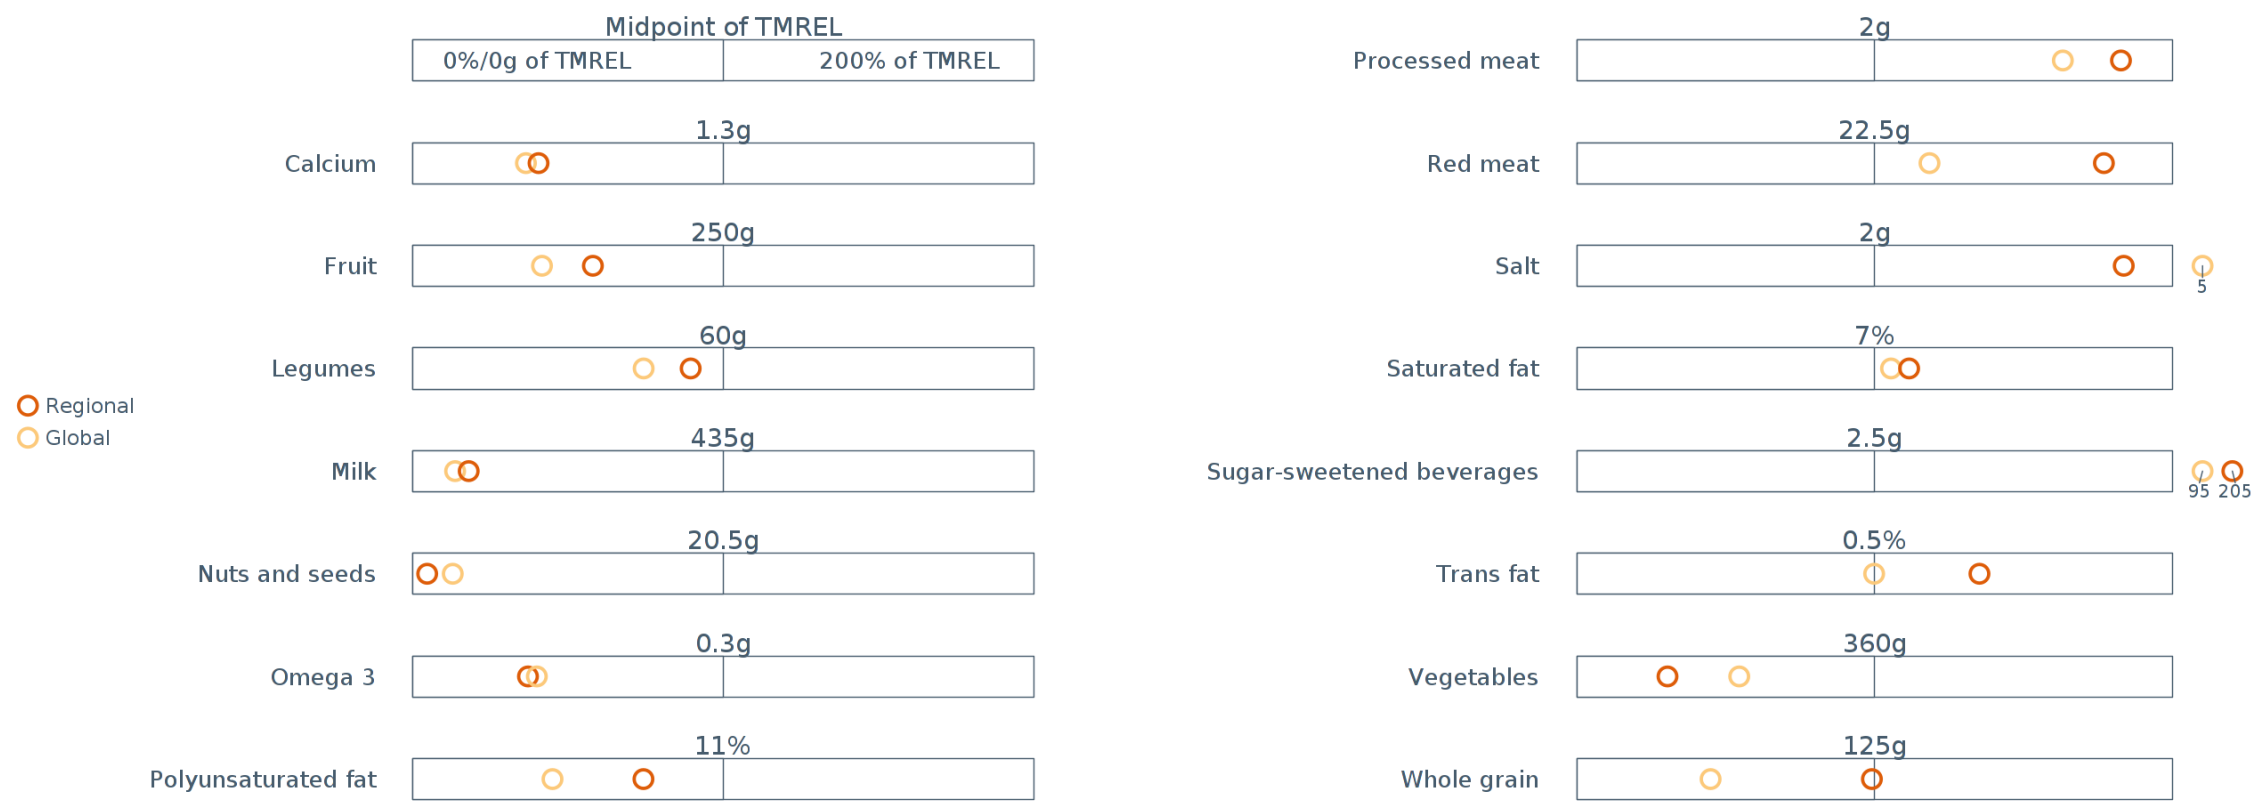 Midpoint of TMREL
0%/0g of TMREL 200% of TMREL
Calcium 1.3g
Fruit 250g
Legumes 60g
Milk 435g
Nuts and seeds 20.5g
Omega 3 0.3g
Polyunsaturated fat 11%
Regional
Global
Processed meat 2g
Red meat 22.5g
Salt 2g
5
Saturated fat 7%
Sugar-sweetened beverages 2.5g
95 205
Trans fat 0.5%
Vegetables 360g
Whole grain 125g